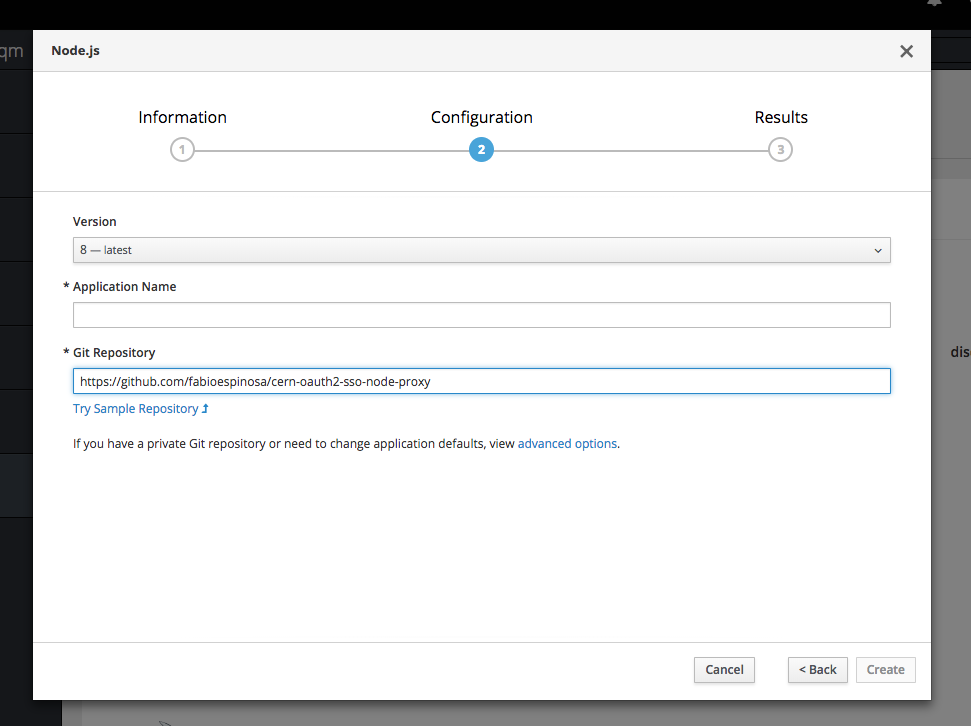 qm
Node.js
Information
Configuration
Results
1
2
3
Version
8 — latest
* Application Name
* Git Repository
https://github.com/fabioespinosa/cern-oauth2-sso-node-proxy
Try Sample Repository
If you have a private Git repository or need to change application defaults, view advanced options.
dis
Cancel
< Back
Create